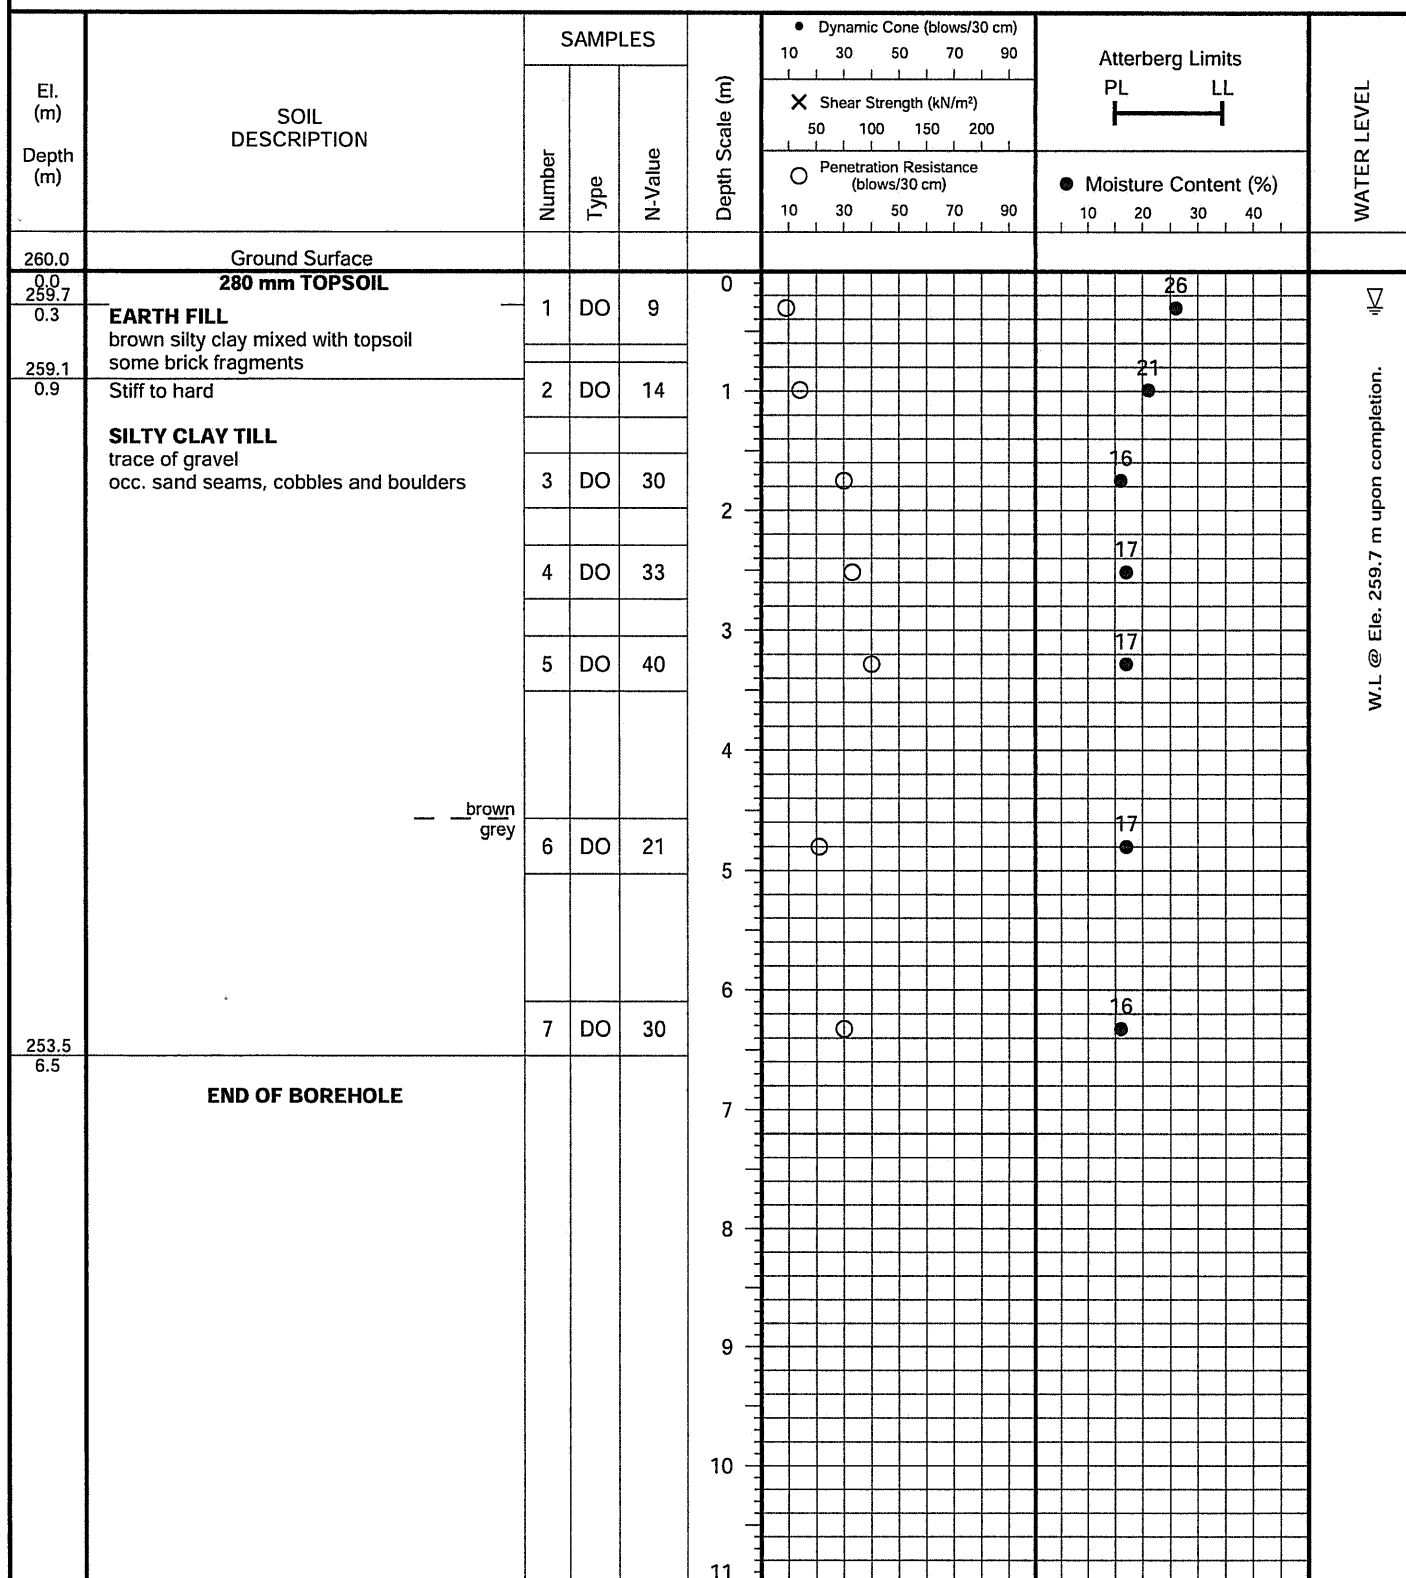 El.
(m)
Depth
(m)
SOIL
DESCRIPTION
SAMPLES
Number
Type
N-Value
Depth Scale (m)
Dynamic Cone (blows/30 cm)
10 30 50 70 90
Shear Strength (kN/m²)
50 100 150 200
Penetration Resistance
(blows/30 cm)
10 30 50 70 90
Atterberg Limits
PL LL
Moisture Content (%)
10 20 30 40
WATER LEVEL
260.0 Ground Surface
0.0 280 mm TOPSOIL 0
259.7 26
0.3 EARTH FILL 1 DO 9
brown silty clay mixed with topsoil
some brick fragments
259.1 21
0.9 Stiff to hard 2 DO 14 1
SILTY CLAY TILL
trace of gravel 16
occ. sand seams, cobbles and boulders 3 DO 30
2
17
4 DO 33
3
17
5 DO 40
4
brown
grey
17
6 DO 21
5
6
16
7 DO 30
253.5
6.5
END OF BOREHOLE
7
8
9
10
11
W.L @ Ele. 259.7 m upon completion.